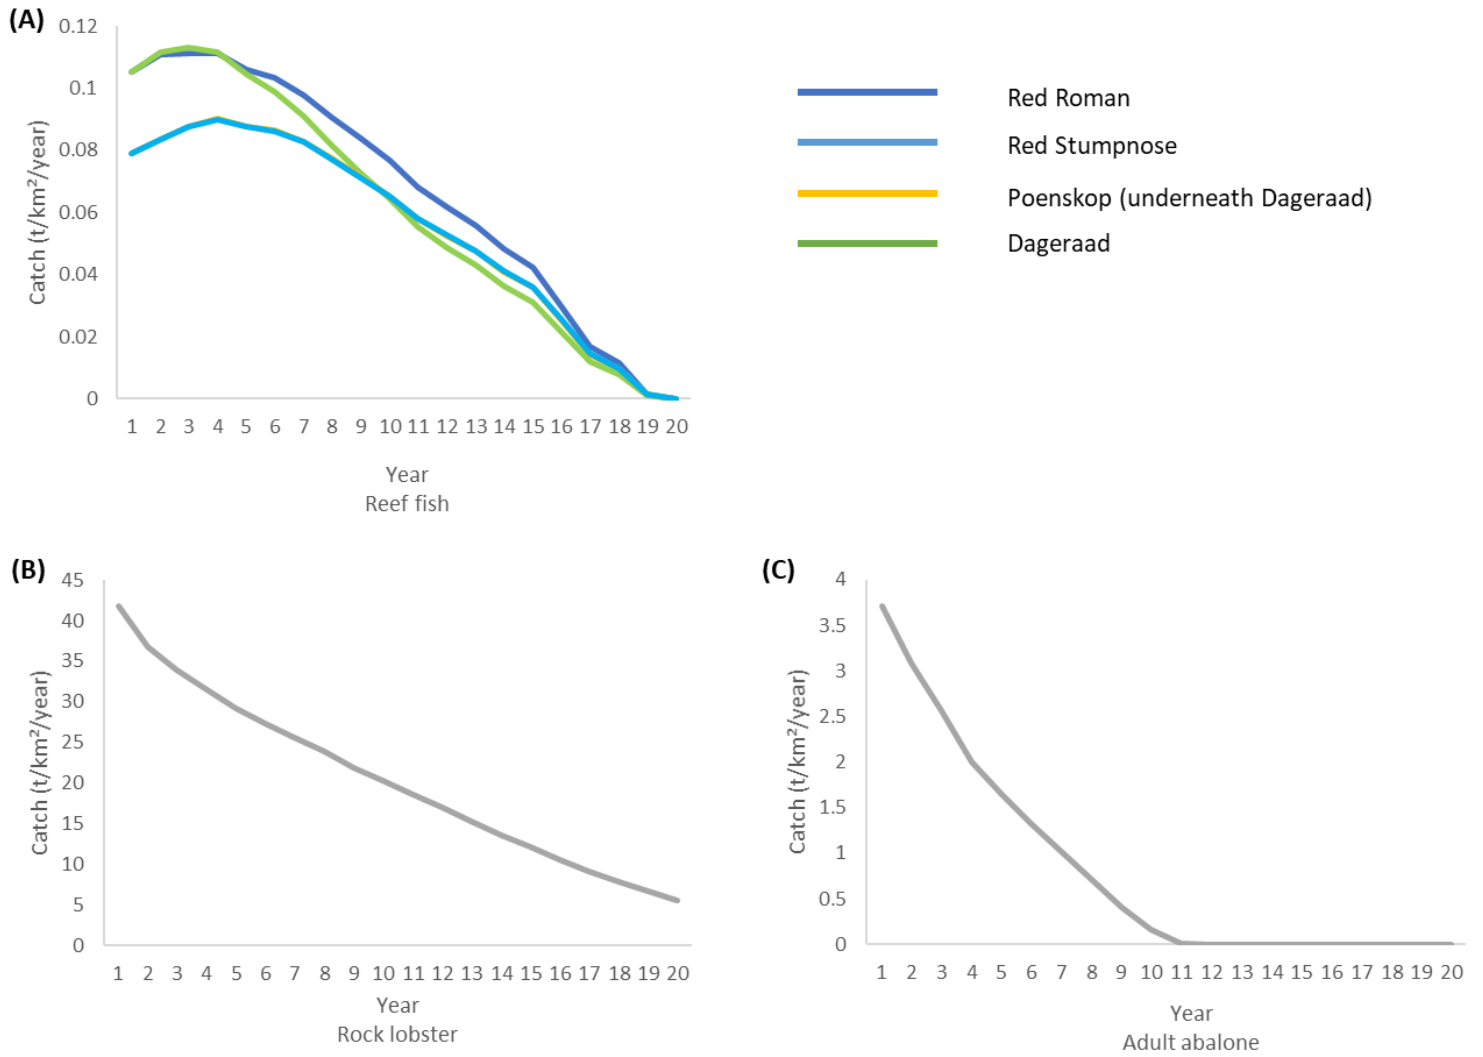 (A)
Catch (t/km²/year)
0.12
0.1
0.08
0.06
0.04
0.02
0
1 2 3 4 5 6 7 8 9 10 11 12 13 14 15 16 17 18 19 20
Year
Reef fish
Red Roman
Red Stumpnose
Poenskop (underneath Dageraad)
Dageraad
(B)
Catch (t/km²/year)
45
40
35
30
25
20
15
10
5
0
1 2 3 4 5 6 7 8 9 10 11 12 13 14 15 16 17 18 19 20
Year
Rock lobster
(C)
Catch (t/km²/year)
4
3.5
3
2.5
2
1.5
1
0.5
0
1 2 3 4 5 6 7 8 9 10 11 12 13 14 15 16 17 18 19 20
Year
Adult abalone